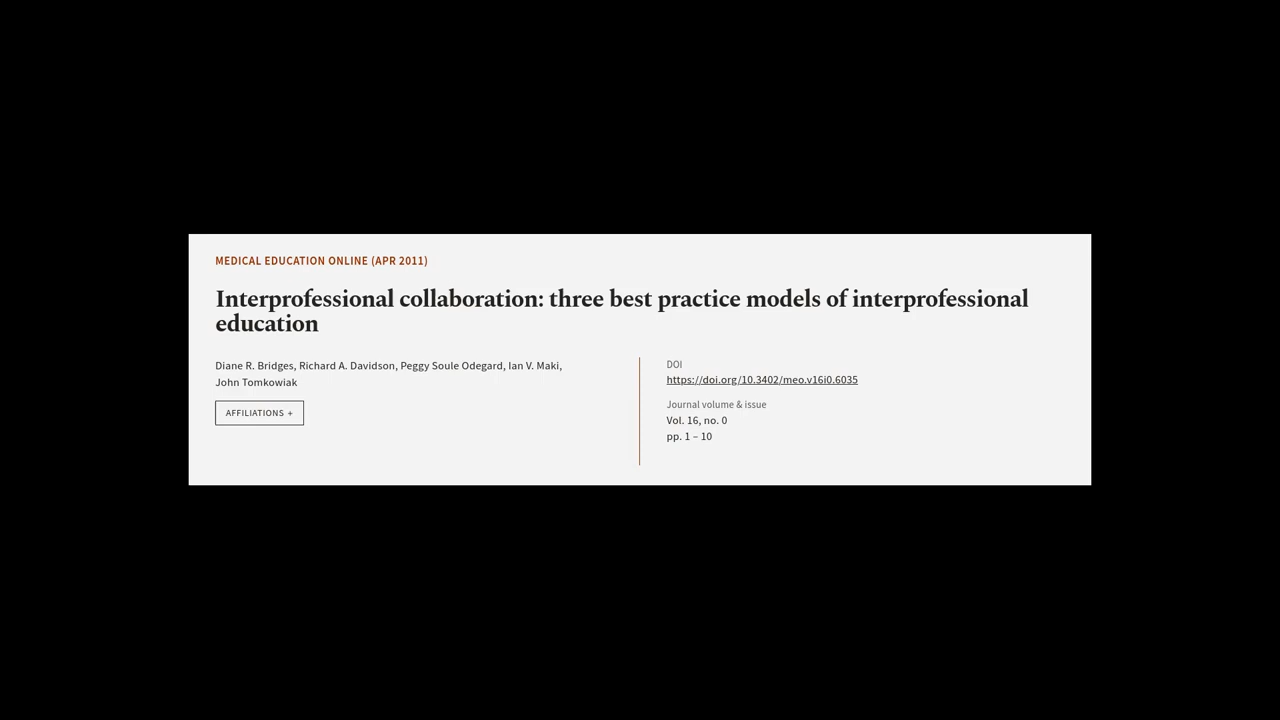 MEDICAL EDUCATION ONLINE (APR 2011)
Interprofessional collaboration: three best practice models of interprofessional
education
Diane R. Bridges, Richard A. Davidson, Peggy Soule Odegard, Ian V. Maki,
John Tomkowiak
AFFILIATIONS +
DOI
https://doi.org/10.3402/meo.v16i0.6035
Journal volume & issue
Vol. 16, no. 0
pp. 1 – 10